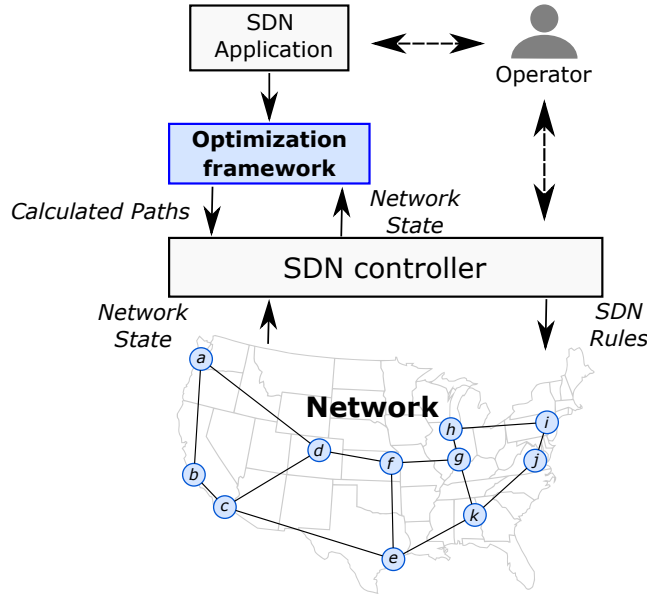 SDN
Application
Operator
Optimization
framework
Calculated Paths
Network
State
SDN controller
Network
State
SDN
Rules
a
Network
h
i
d
f
g
j
b
c
k
e